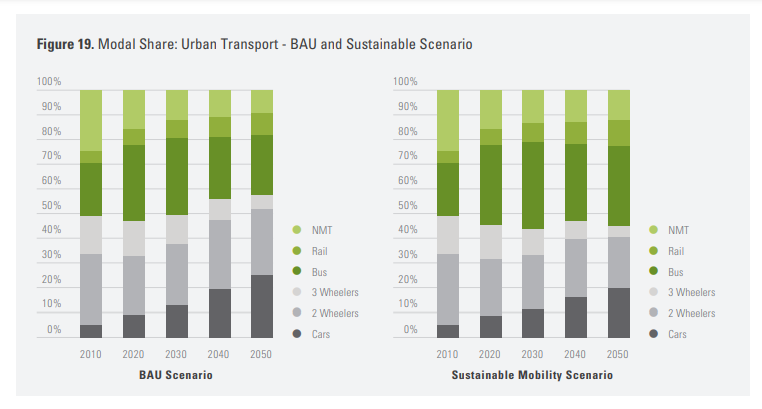 Figure 19. Modal Share: Urban Transport - BAU and Sustainable Scenario
100%
90%
80%
70%
60%
50%
40%
30%
20%
10%
0%
2010 2020 2030 2040 2050
BAU Scenario
NMT
Rail
Bus
3 Wheelers
2 Wheelers
Cars
100%
90%
80%
70%
60%
50%
40%
30%
20%
10%
0%
2010 2020 2030 2040 2050
Sustainable Mobility Scenario
NMT
Rail
Bus
3 Wheelers
2 Wheelers
Cars